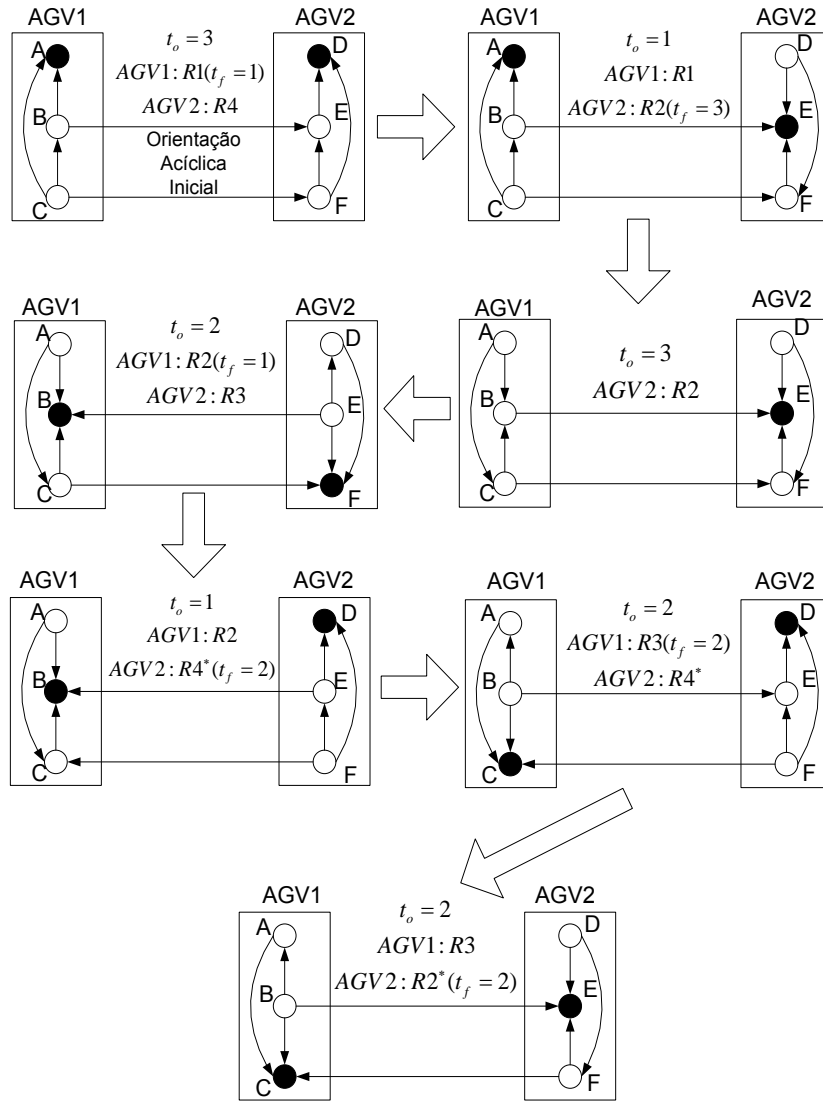 AGV1
AGV2
t_o = 3
AGV1: R1(t_f = 1)
AGV2: R4
Orientação
Acíclica
Inicial
A
B
C
D
E
F
AGV1
AGV2
t_o = 1
AGV1: R1
AGV2: R2(t_f = 3)
A
B
C
D
E
F
AGV1
AGV2
t_o = 2
AGV1: R2(t_f = 1)
AGV2: R3
A
B
C
D
E
F
AGV1
AGV2
t_o = 3
AGV2: R2
A
B
C
D
E
F
AGV1
AGV2
t_o = 1
AGV1: R2
AGV2: R4*(t_f = 2)
A
B
C
D
E
F
AGV1
AGV2
t_o = 2
AGV1: R3(t_f = 2)
AGV2: R4*
A
B
C
D
E
F
AGV1
AGV2
t_o = 2
AGV1: R3
AGV2: R2*(t_f = 2)
A
B
C
D
E
F